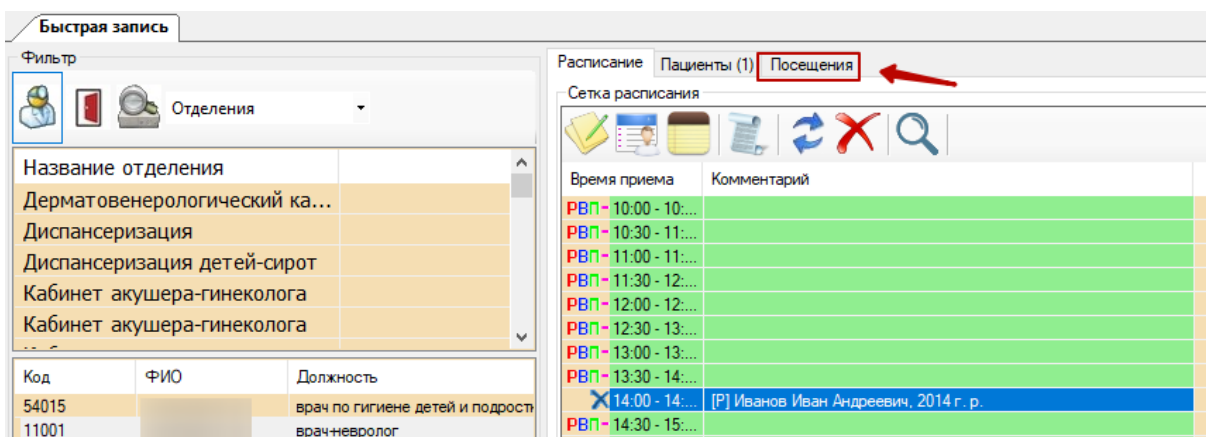 Быстрая запись
Фильтр
Отделения
Название отделения
Дерматовенерологический ка...
Диспансеризация
Диспансеризация детей-сирот
Кабинет акушера-гинеколога
Кабинет акушера-гинеколога
Код ФИО Должность
54015 врач по гигиене детей и подростк
11001 врач-невролог
Расписание Пациенты (1) Посещения
Сетка расписания
Время приема Комментарий
РВП- 10:00 - 10:...
РВП- 10:30 - 11:...
РВП- 11:00 - 11:...
РВП- 11:30 - 12:...
РВП- 12:00 - 12:...
РВП- 12:30 - 13:...
РВП- 13:00 - 13:...
РВП- 13:30 - 14:...
14:00 - 14:... [Р] Иванов Иван Андреевич, 2014 г. р.
РВП- 14:30 - 15:...